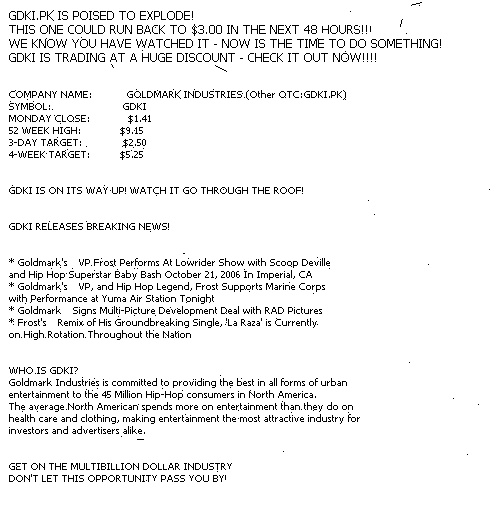 GDKI.PK IS POISED TO EXPLODE!
THIS ONE COULD RUN BACK TO $3.00 IN THE NEXT 48 HOURS!!!
WE KNOW YOU HAVE WATCHED IT - NOW IS THE TIME TO DO SOMETHING!
GDKI IS TRADING AT A HUGE DISCOUNT - CHECK IT OUT NOW!!!!
COMPANY NAME: GOLDMARK INDUSTRIES (Other OTC:GDKI.PK)
SYMBOL: GDKI
MONDAY CLOSE: $1.41
52 WEEK HIGH: $9.15
3-DAY TARGET: $2.50
4-WEEK TARGET: $5.25
GDKI IS ON ITS WAY UP! WATCH IT GO THROUGH THE ROOF!
GDKI RELEASES BREAKING NEWS!
* Goldmark's VP Frost Performs At Lowrider Show with Scoop Deville
and Hip Hop Superstar Baby Bash October 21, 2006 In Imperial, CA
* Goldmark's VP, and Hip Hop Legend, Frost Supports Marine Corps
with Performance at Yuma Air Station Tonight
* Goldmark Signs Multi-Picture Development Deal with RAD Pictures
* Frost's Remix of His Groundbreaking Single, 'La Raza' is Currently
on High Rotation Throughout the Nation
WHO IS GDKI?
Goldmark Industries is committed to providing the best in all forms of urban
entertainment to the 45 Million Hip-Hop consumers in North America.
The average North American spends more on entertainment than they do on
health care and clothing, making entertainment the most attractive industry for
investors and advertisers alike.
GET ON THE MULTIBILLION DOLLAR INDUSTRY
DON'T LET THIS OPPORTUNITY PASS YOU BY!